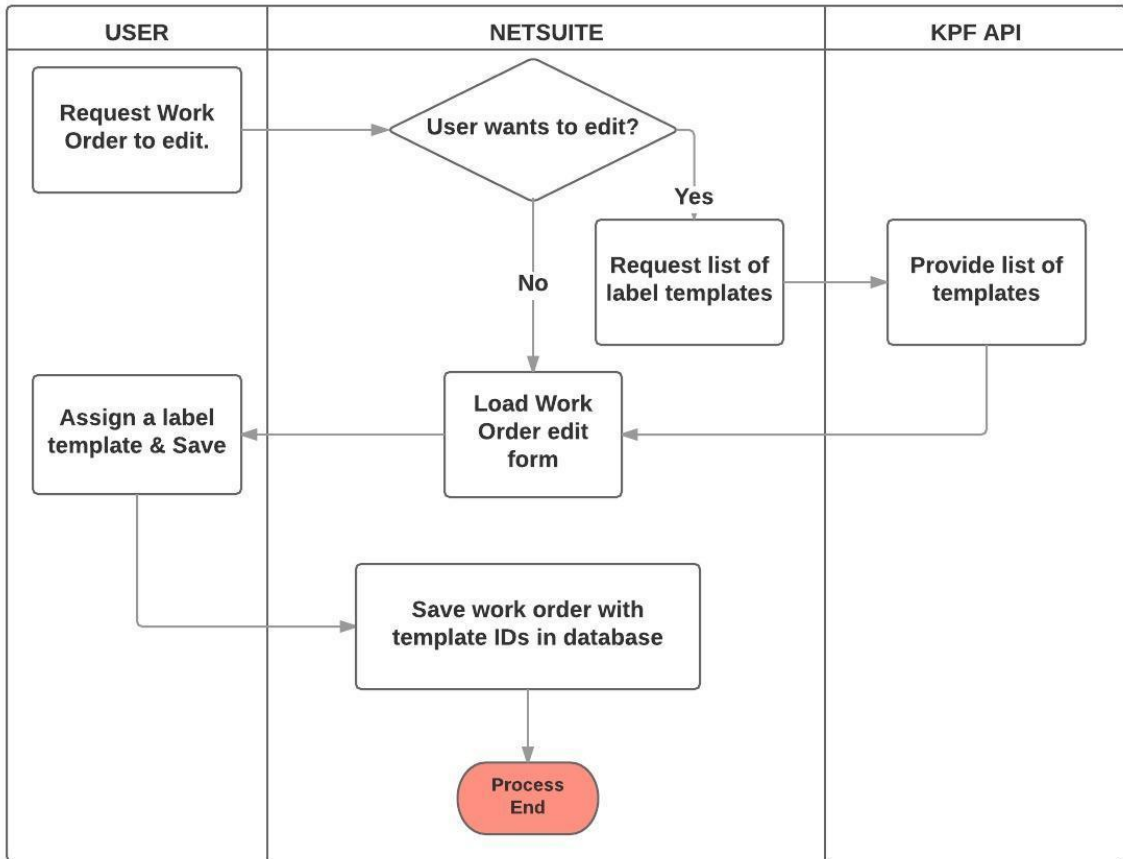 USER
NETSUITE
KPF API
Request Work
Order to edit.
User wants to edit?
Yes
No
Request list of
label templates
Provide list of
templates
Load Work
Order edit
form
Assign a label
template & Save
Save work order with
template IDs in database
Process
End